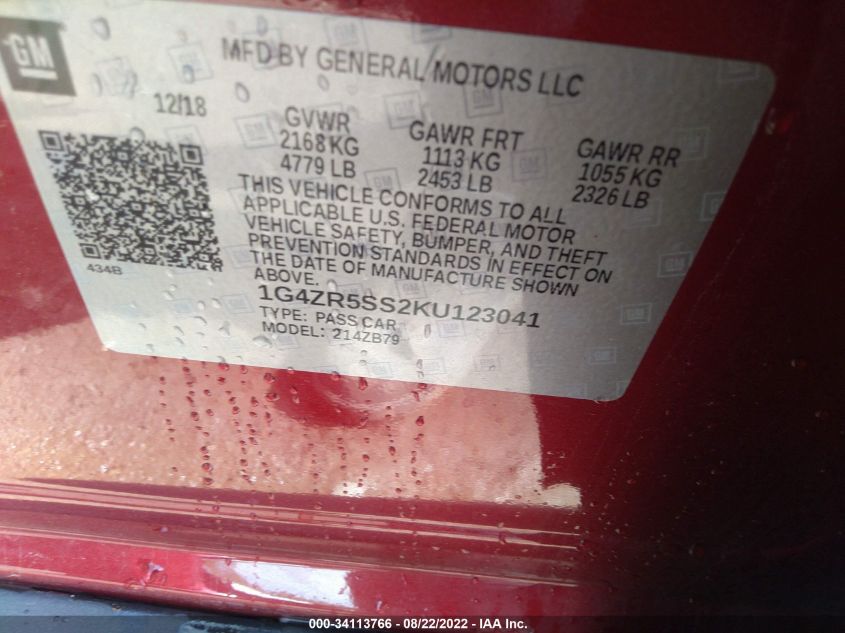 GM
MFD BY GENERAL MOTORS LLC
12/18
GVWR
2168 KG
4779 LB
GAWR FRT
1113 KG
2453 LB
GAWR RR
1055 KG
2326 LB
THIS VEHICLE CONFORMS TO ALL
APPLICABLE U.S. FEDERAL MOTOR
VEHICLE SAFETY, BUMPER, AND THEFT
PREVENTION STANDARDS IN EFFECT ON
THE DATE OF MANUFACTURE SHOWN
ABOVE.
434B
1G4ZR5SS2KU123041
TYPE: PASS CAR
MODEL: 214ZB79
000-34113766 - 08/22/2022 - IAA Inc.